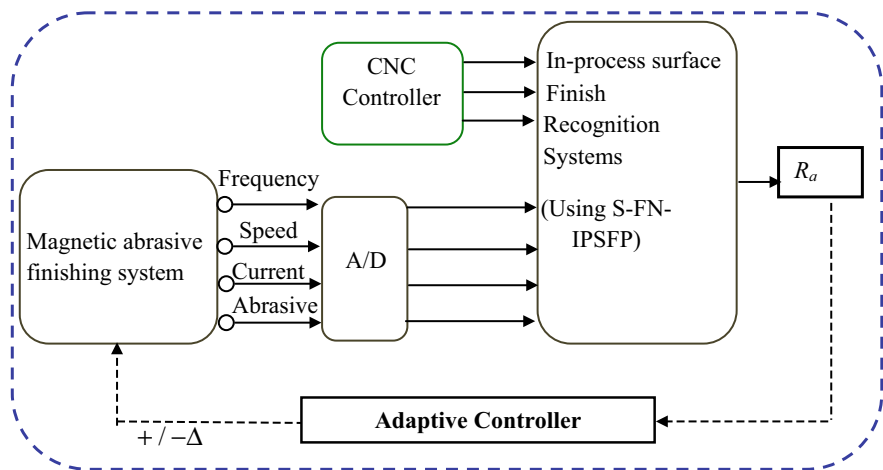 CNC
Controller
In-process surface
Finish
Recognition
Systems
(Using S-FN-
IPSFP)
R_a
Magnetic abrasive
finishing system
Frequency
Speed
Current
Abrasive
A/D
Adaptive Controller
+ / −Δ